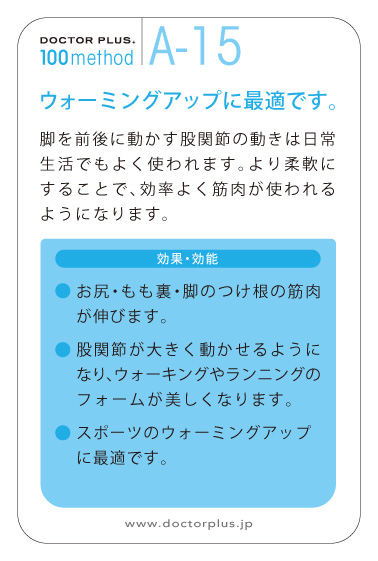 DOCTOR PLUS.
100method
A-15
ウォーミングアップに最適です。
脚を前後に動かす股関節の動きは日常
生活でもよく使われます。より柔軟に
することで、効率よく筋肉が使われる
ようになります。
効果・効能
● お尻・もも裏・脚のつけ根の筋肉
が伸びます。
● 股関節が大きく動かせるように
なり、ウォーキングやランニングの
フォームが美しくなります。
● スポーツのウォーミングアップ
に最適です。
www.doctorplus.jp